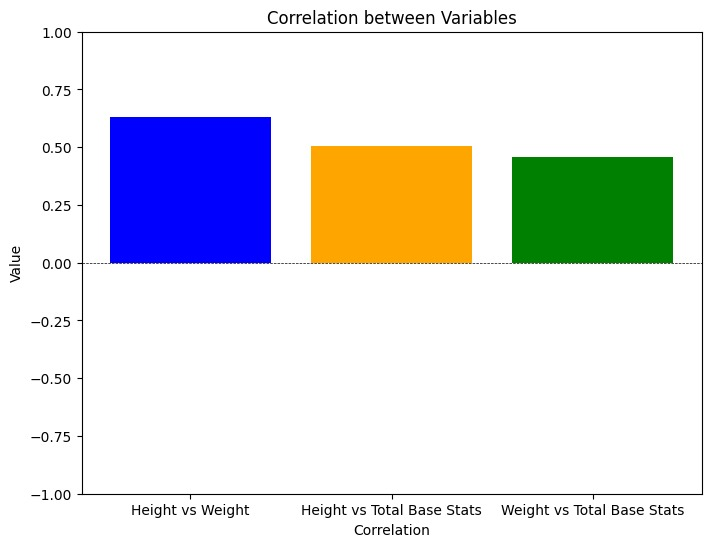 Correlation between Variables
1.00
0.75
0.50
0.25
0.00
−0.25
−0.50
−0.75
−1.00
Value
Height vs Weight
Height vs Total Base Stats
Weight vs Total Base Stats
Correlation